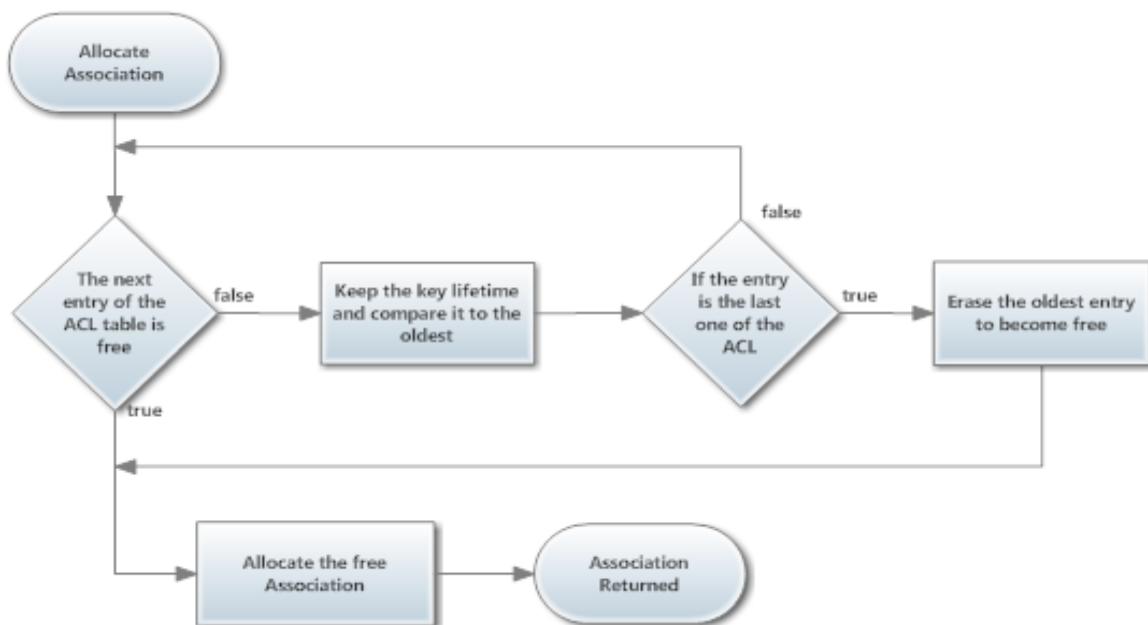 Allocate
Association
false
The next
entry of the
ACL table is
free
false
Keep the key lifetime
and compare it to the
oldest
If the entry
is the last
one of the
ACL
true
Erase the oldest entry
to become free
true
Allocate the free
Association
Association
Returned